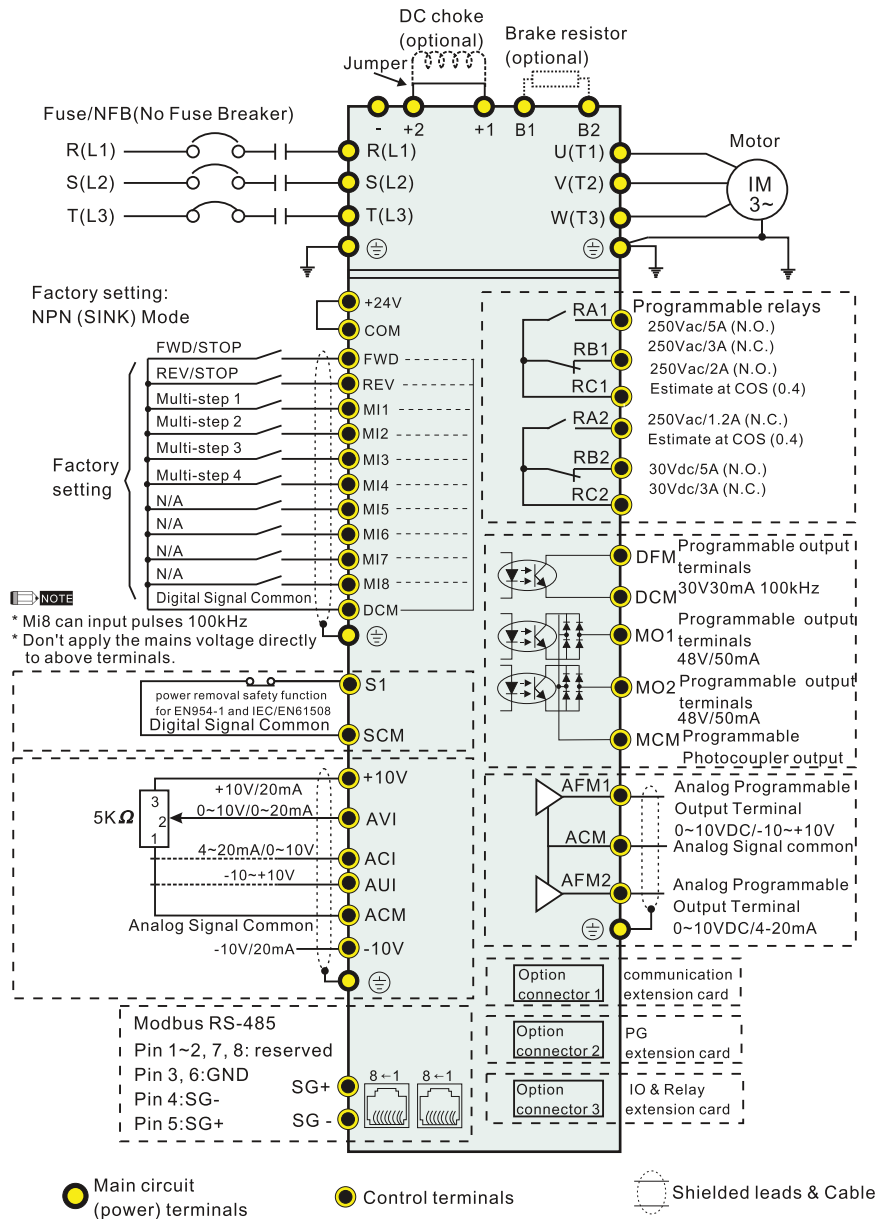 DC choke
(optional)
Jumper
Brake resistor
(optional)
Fuse/NFB(No Fuse Breaker)
- +2 +1 B1 B2
Motor
R(L1) R(L1) U(T1)
S(L2) S(L2) V(T2)
T(L3) T(L3) W(T3)
IM
3~
Factory setting:
NPN (SINK) Mode
+24V
COM
FWD/STOP FWD
REV/STOP REV
Multi-step 1 MI1
Multi-step 2 MI2
Multi-step 3 MI3
Multi-step 4 MI4
N/A MI5
N/A MI6
N/A MI7
N/A MI8
Digital Signal Common DCM
Factory
setting
NOTE
* Mi8 can input pulses 100kHz
* Don't apply the mains voltage directly
to above terminals.
RA1
RB1
RC1
RA2
RB2
RC2
Programmable relays
250Vac/5A (N.O.)
250Vac/3A (N.C.)
250Vac/2A (N.O.)
Estimate at COS (0.4)
250Vac/1.2A (N.C.)
Estimate at COS (0.4)
30Vdc/5A (N.O.)
30Vdc/3A (N.C.)
DFM Programmable output
terminals
DCM 30V30mA 100kHz
MO1 Programmable output
terminals
48V/50mA
MO2 Programmable output
terminals
48V/50mA
MCM Programmable
Photocoupler output
S1
power removal safety function
for EN954-1 and IEC/EN61508
Digital Signal Common
SCM
+10V
+10V/20mA
5KΩ
3
2
1
0~10V/0~20mA
AVI
4~20mA/0~10V
ACI
-10~+10V
AUI
ACM
Analog Signal Common
-10V/20mA -10V
AFM1 Analog Programmable
Output Terminal
0~10VDC/-10~+10V
ACM Analog Signal common
AFM2 Analog Programmable
Output Terminal
0~10VDC/4-20mA
Option
connector 1
communication
extension card
Option
connector 2
PG
extension card
Option
connector 3
IO & Relay
extension card
Modbus RS-485
Pin 1~2, 7, 8: reserved
Pin 3, 6:GND
Pin 4:SG-
Pin 5:SG+
SG+
SG -
8←1 8←1
Main circuit
(power) terminals
Control terminals
Shielded leads & Cable